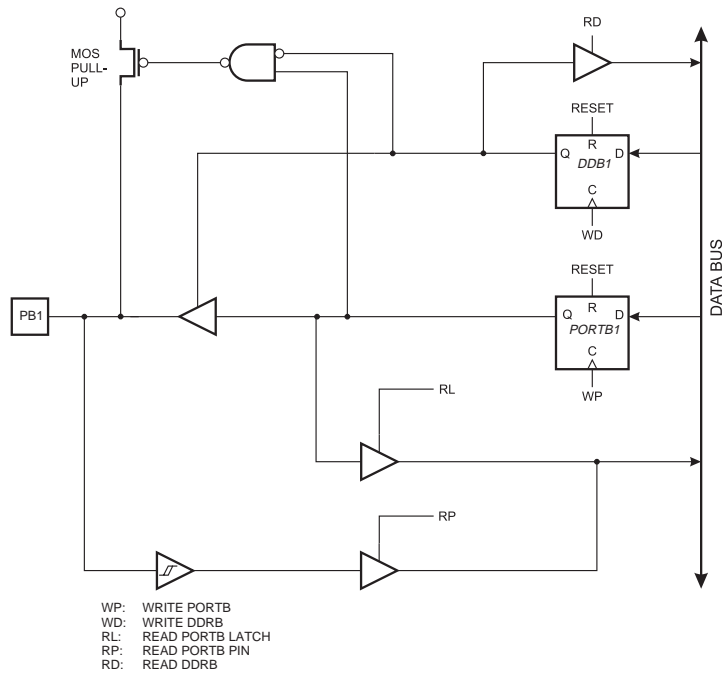 RD
MOS
PULL-
UP
RESET
R
Q
D
DDB1
C
WD
DATA BUS
RESET
R
Q
D
PORTB1
C
WP
PB1
RL
RP
WP: WRITE PORTB
WD: WRITE DDRB
RL: READ PORTB LATCH
RP: READ PORTB PIN
RD: READ DDRB